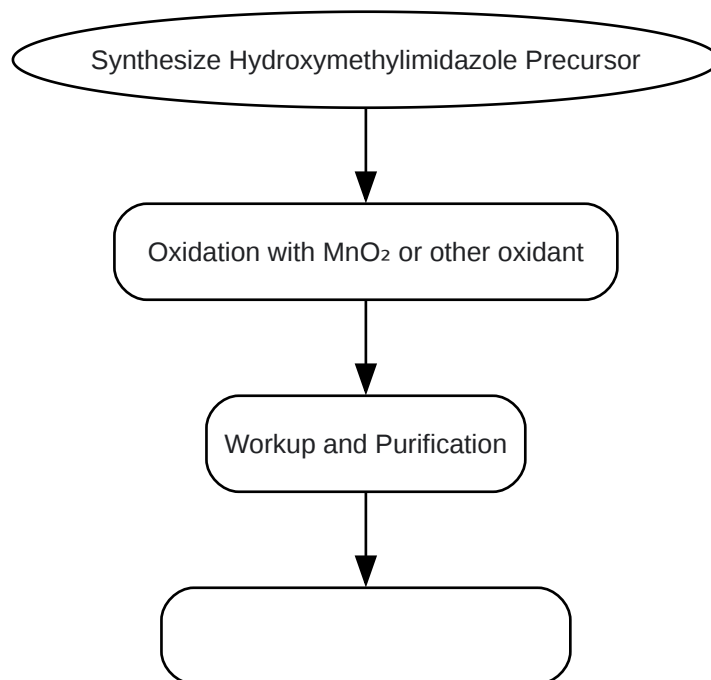 Synthesize Hydroxymethylimidazole Precursor
Oxidation with MnO₂ or other oxidant
Workup and Purification